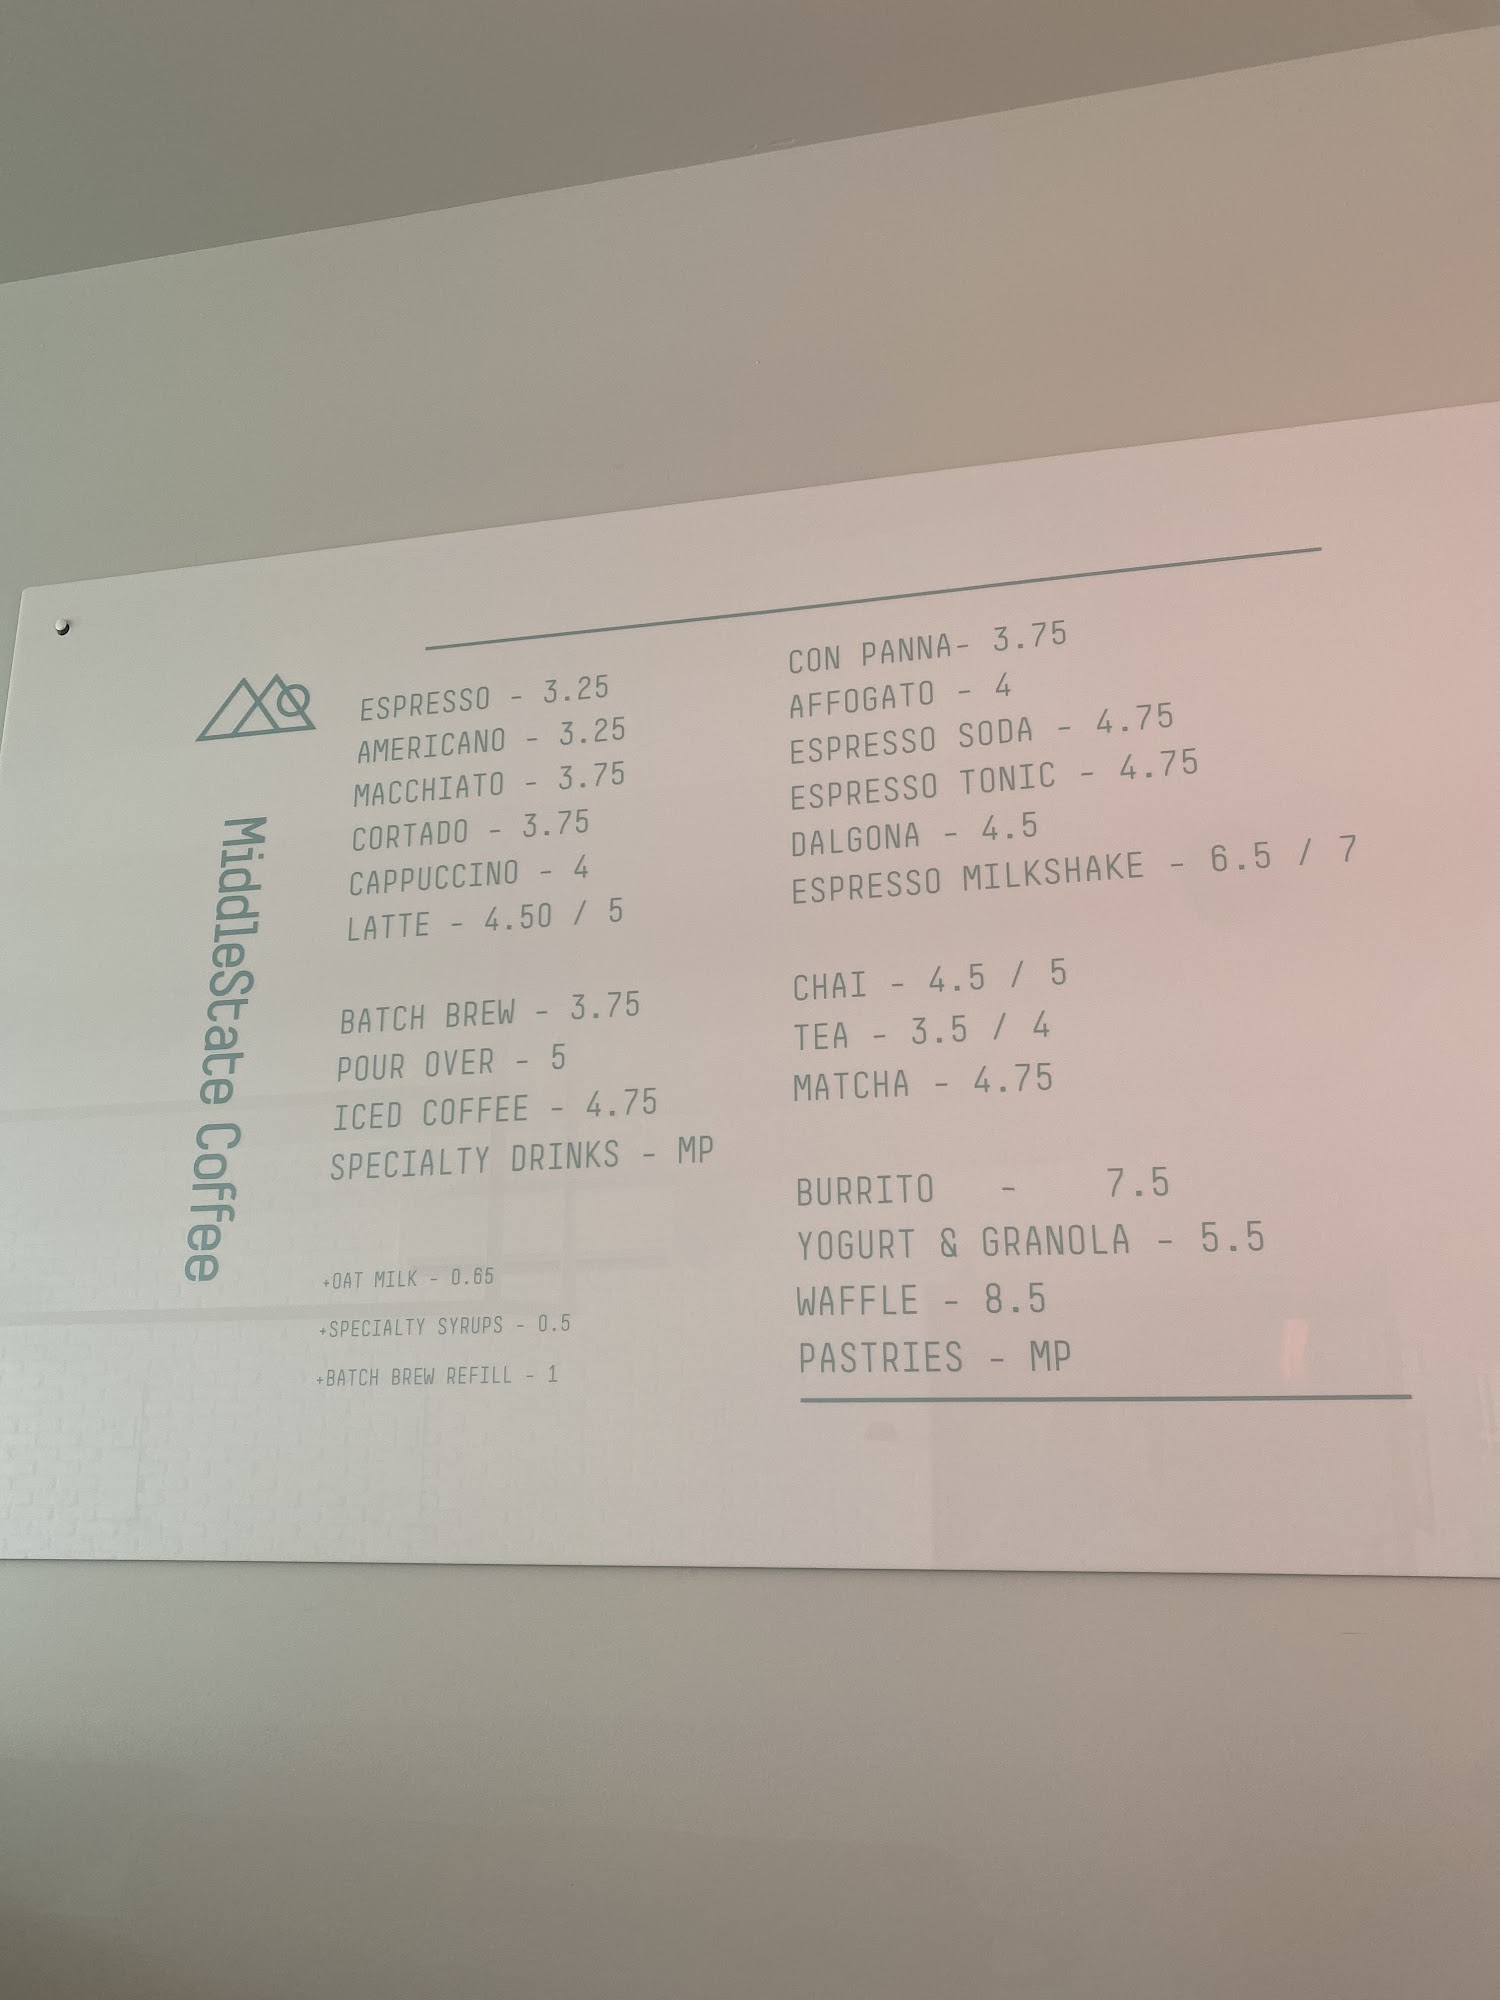 MiddleState Coffee
ESPRESSO - 3.25
AMERICANO - 3.25
MACCHIATO - 3.75
CORTADO - 3.75
CAPPUCCINO - 4
LATTE - 4.50 / 5
BATCH BREW - 3.75
POUR OVER - 5
ICED COFFEE - 4.75
SPECIALTY DRINKS - MP
+OAT MILK - 0.65
+SPECIALTY SYRUPS - 0.5
+BATCH BREW REFILL - 1
CON PANNA- 3.75
AFFOGATO - 4
ESPRESSO SODA - 4.75
ESPRESSO TONIC - 4.75
DALGONA - 4.5
ESPRESSO MILKSHAKE - 6.5 / 7
CHAI - 4.5 / 5
TEA - 3.5 / 4
MATCHA - 4.75
BURRITO - 7.5
YOGURT & GRANOLA - 5.5
WAFFLE - 8.5
PASTRIES - MP